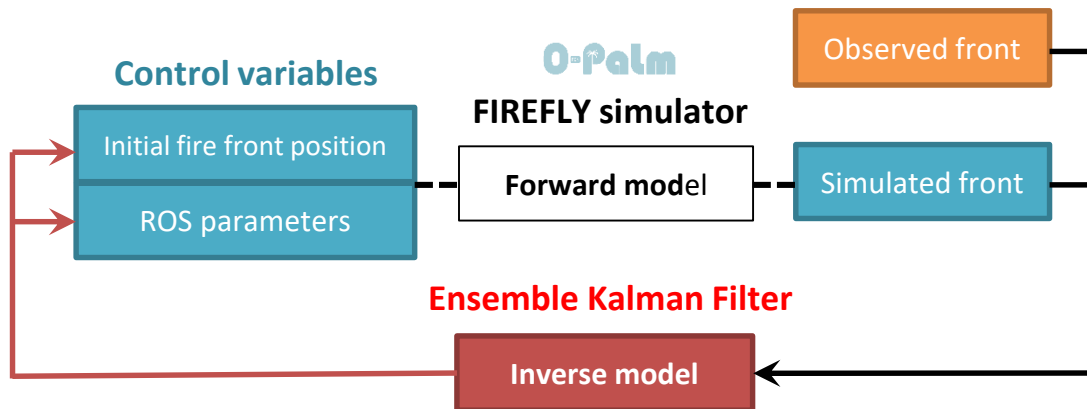 O-PaLm
Observed front
Control variables
FIREFLY simulator
Initial fire front position
Forward model
Simulated front
ROS parameters
Ensemble Kalman Filter
Inverse model